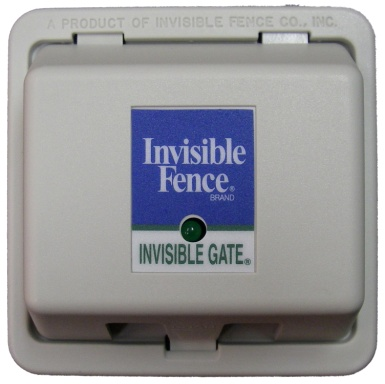 A PRODUCT OF INVISIBLE FENCE CO., INC.
Invisible
Fence®
BRAND
INVISIBLE GATE®